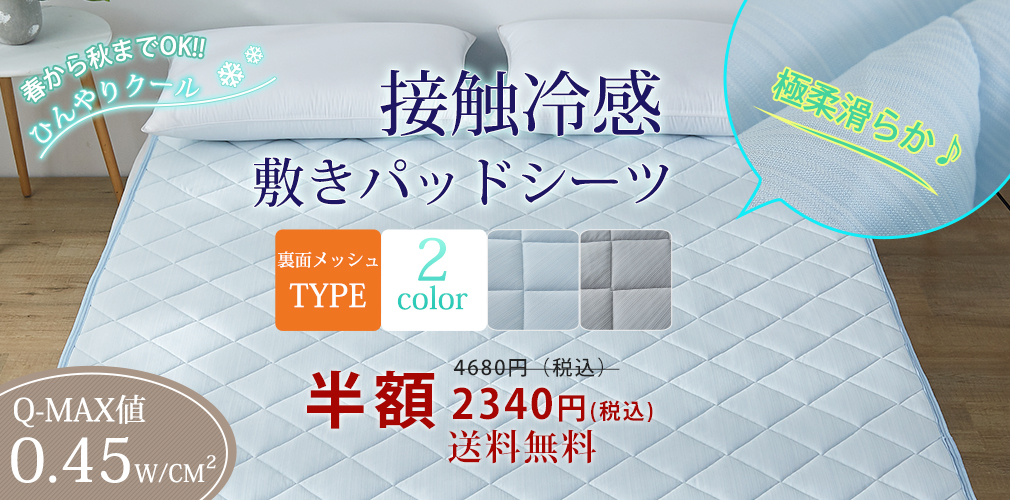 春から秋までOK!!
ひんやりクール
接触冷感
敷きパッドシーツ
極柔滑らか♪
裏面メッシュ
TYPE
2
color
4680円（税込）
半額 2340円(税込)
送料無料
Q-MAX値
0.45W/CM²